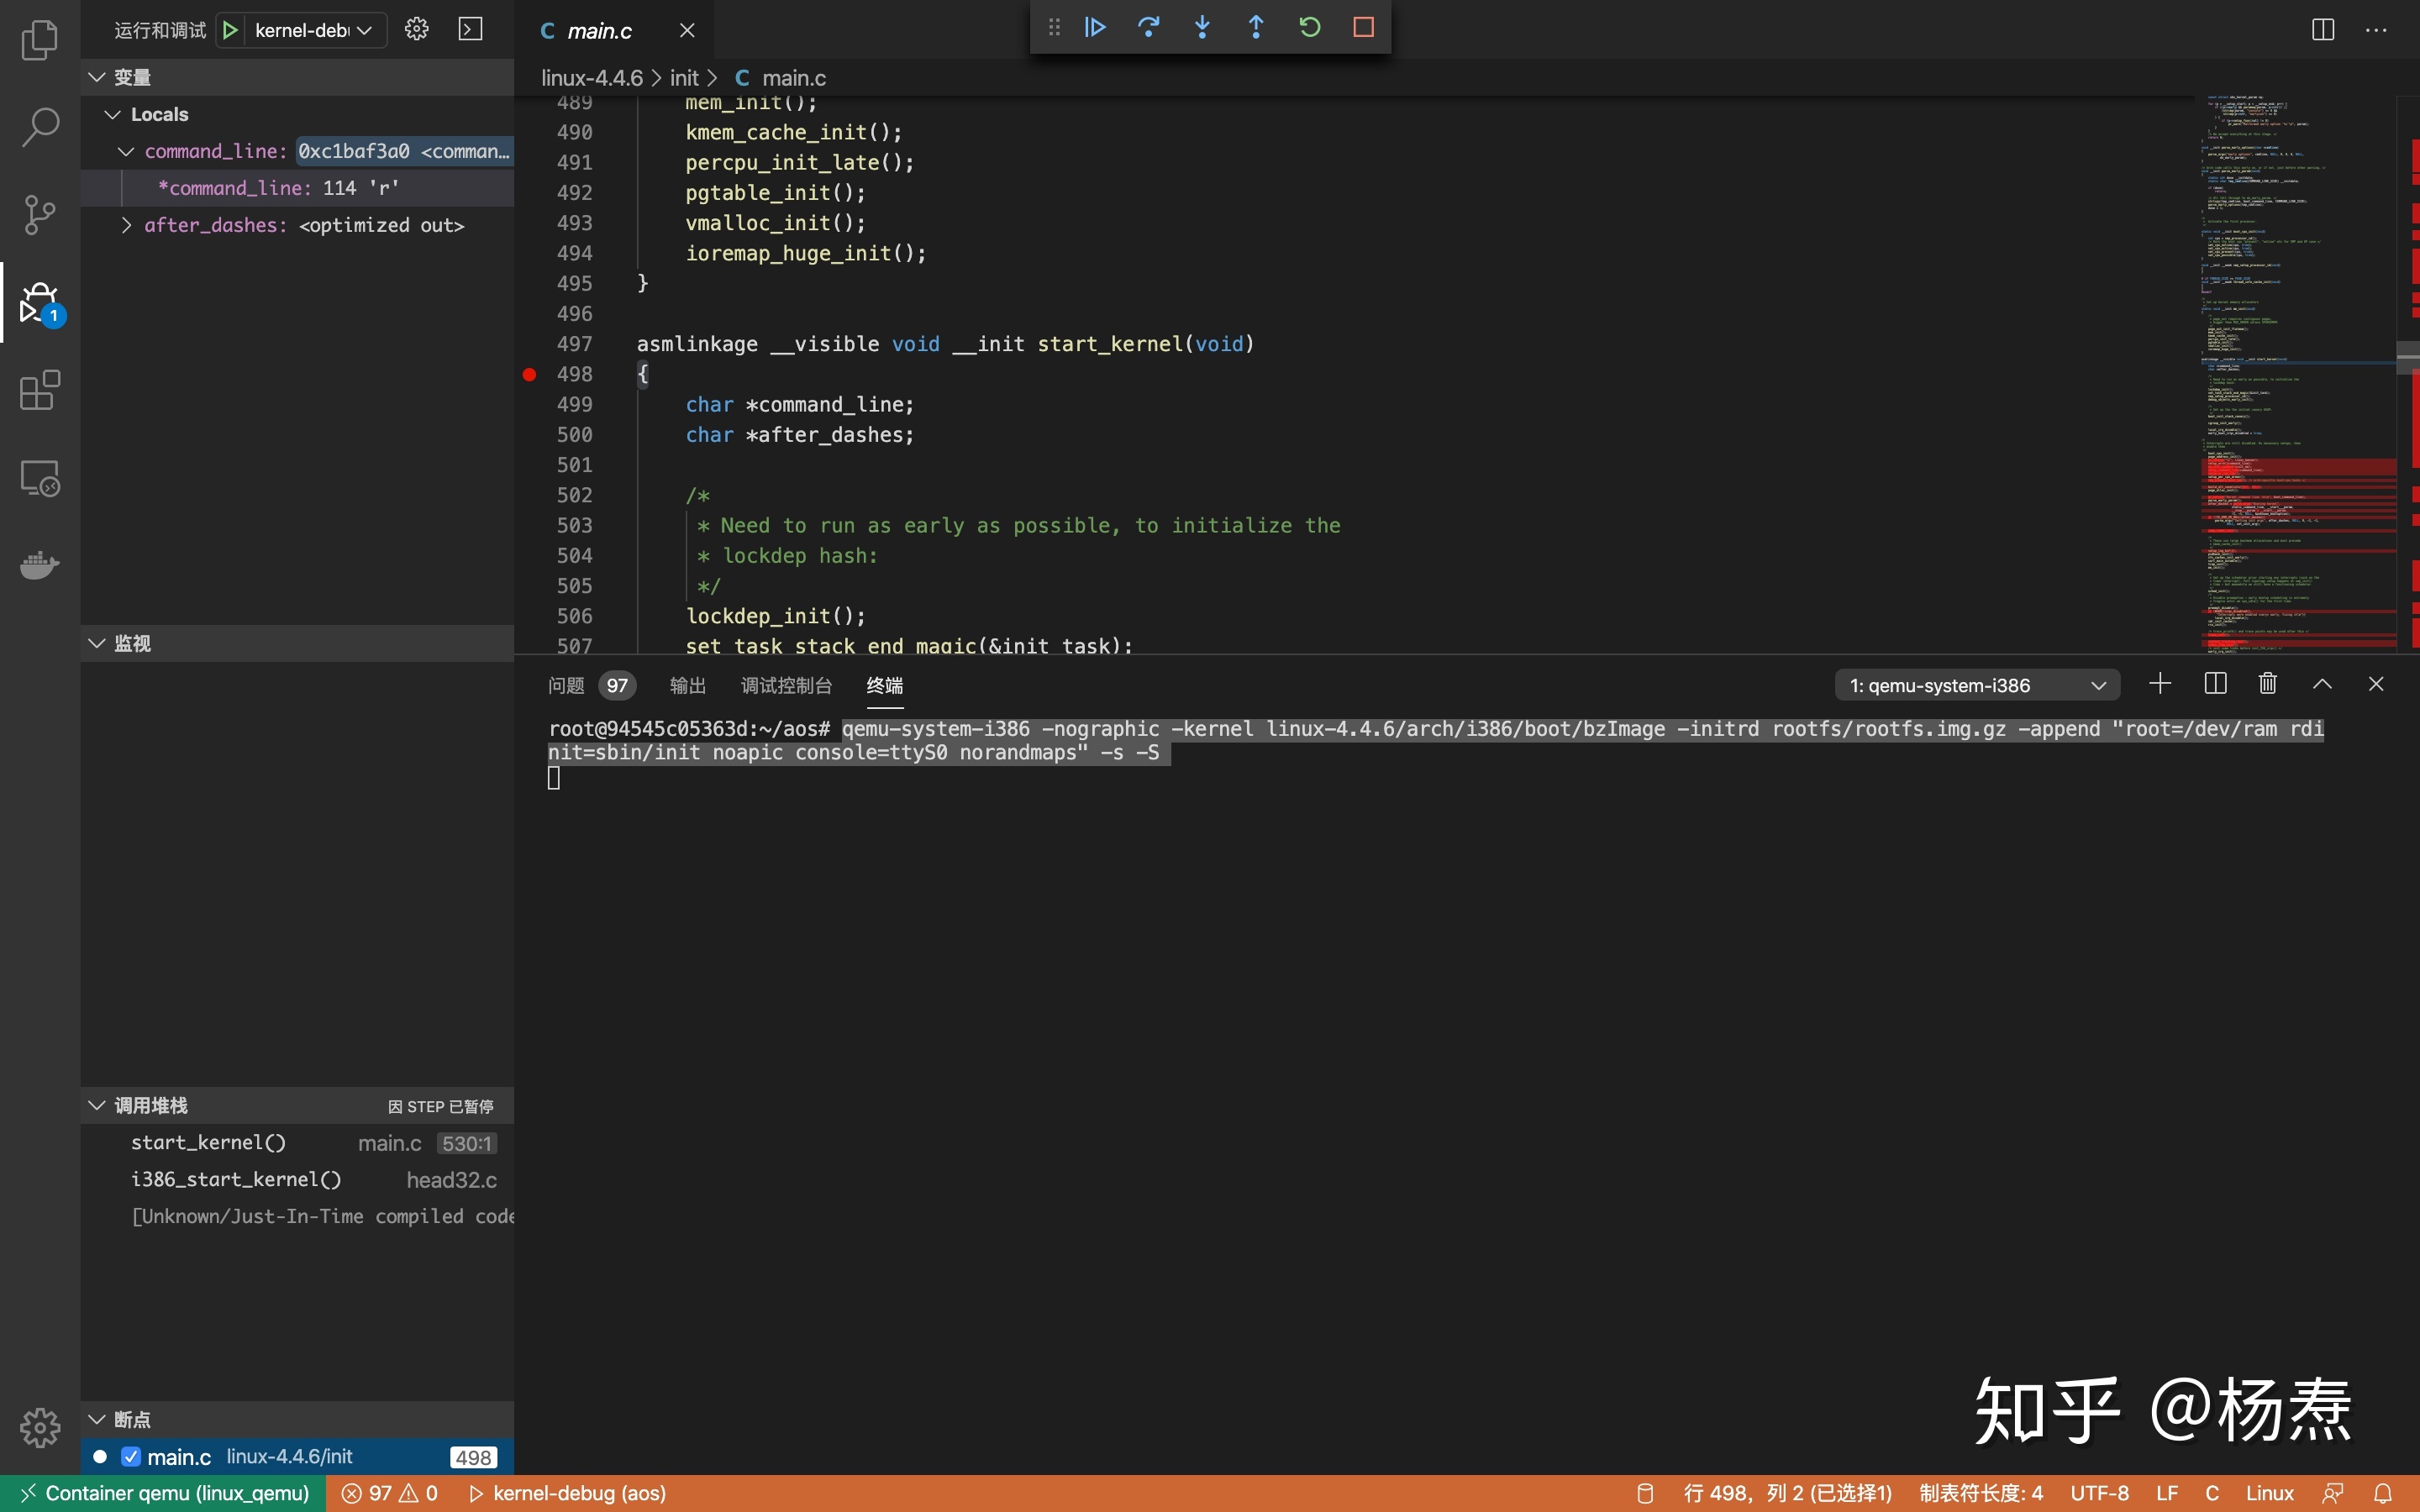 运行和调试
kernel-deb
main.c
变量
Locals
command_line: 0xc1baf3a0 <comman…
*command_line: 114 'r'
after_dashes: <optimized out>
监视
调用堆栈
因 STEP 已暂停
start_kernel() main.c 530:1
i386_start_kernel() head32.c
[Unknown/Just-In-Time compiled code
断点
main.c linux-4.4.6/init 498
1
linux-4.4.6 > init > C main.c
489 mem_init();
490 kmem_cache_init();
491 percpu_init_late();
492 pgtable_init();
493 vmalloc_init();
494 ioremap_huge_init();
495 }
496
497 asmlinkage __visible void __init start_kernel(void)
498 {
499 char *command_line;
500 char *after_dashes;
501
502 /*
503 * Need to run as early as possible, to initialize the
504 * lockdep hash:
505 */
506 lockdep_init();
507 set_task_stack_end_magic(&init_task);
问题 97 输出 调试控制台 终端
1: qemu-system-i386
root@94545c05363d:~/aos# qemu-system-i386 -nographic -kernel linux-4.4.6/arch/i386/boot/bzImage -initrd rootfs/rootfs.img.gz -append "root=/dev/ram rdi
nit=sbin/init noapic console=ttyS0 norandmaps" -s -S
知乎 @杨焘
Container qemu (linux_qemu) 97 0 kernel-debug (aos)
行 498，列 2 (已选择1) 制表符长度: 4 UTF-8 LF C Linux